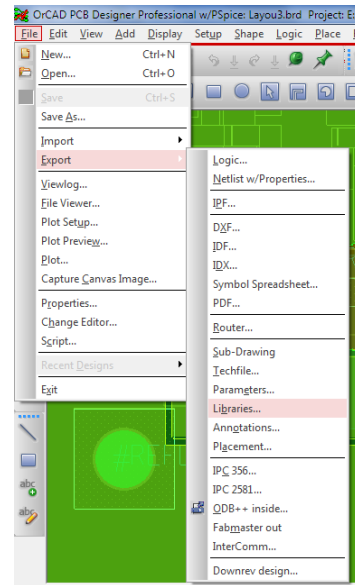 OrCAD PCB Designer Professional w/PSpice: Layou3.brd Project: E
File Edit View Add Display Setup Shape Logic Place
New... Ctrl+N
Open... Ctrl+O
Save Ctrl+S
Save As...
Import
Export
Viewlog...
File Viewer...
Plot Setup...
Plot Preview...
Plot...
Capture Canvas Image...
Properties...
Change Editor...
Script...
Recent Designs
Exit
Logic...
Netlist w/Properties...
IPF...
DXF...
IDF...
IDX...
Symbol Spreadsheet...
PDF...
Router...
Sub-Drawing
Techfile...
Parameters...
Libraries...
Annotations...
Placement...
IPC 356...
IPC 2581...
ODB++ inside...
Fabmaster out
InterComm...
Downrev design...
abc
abc